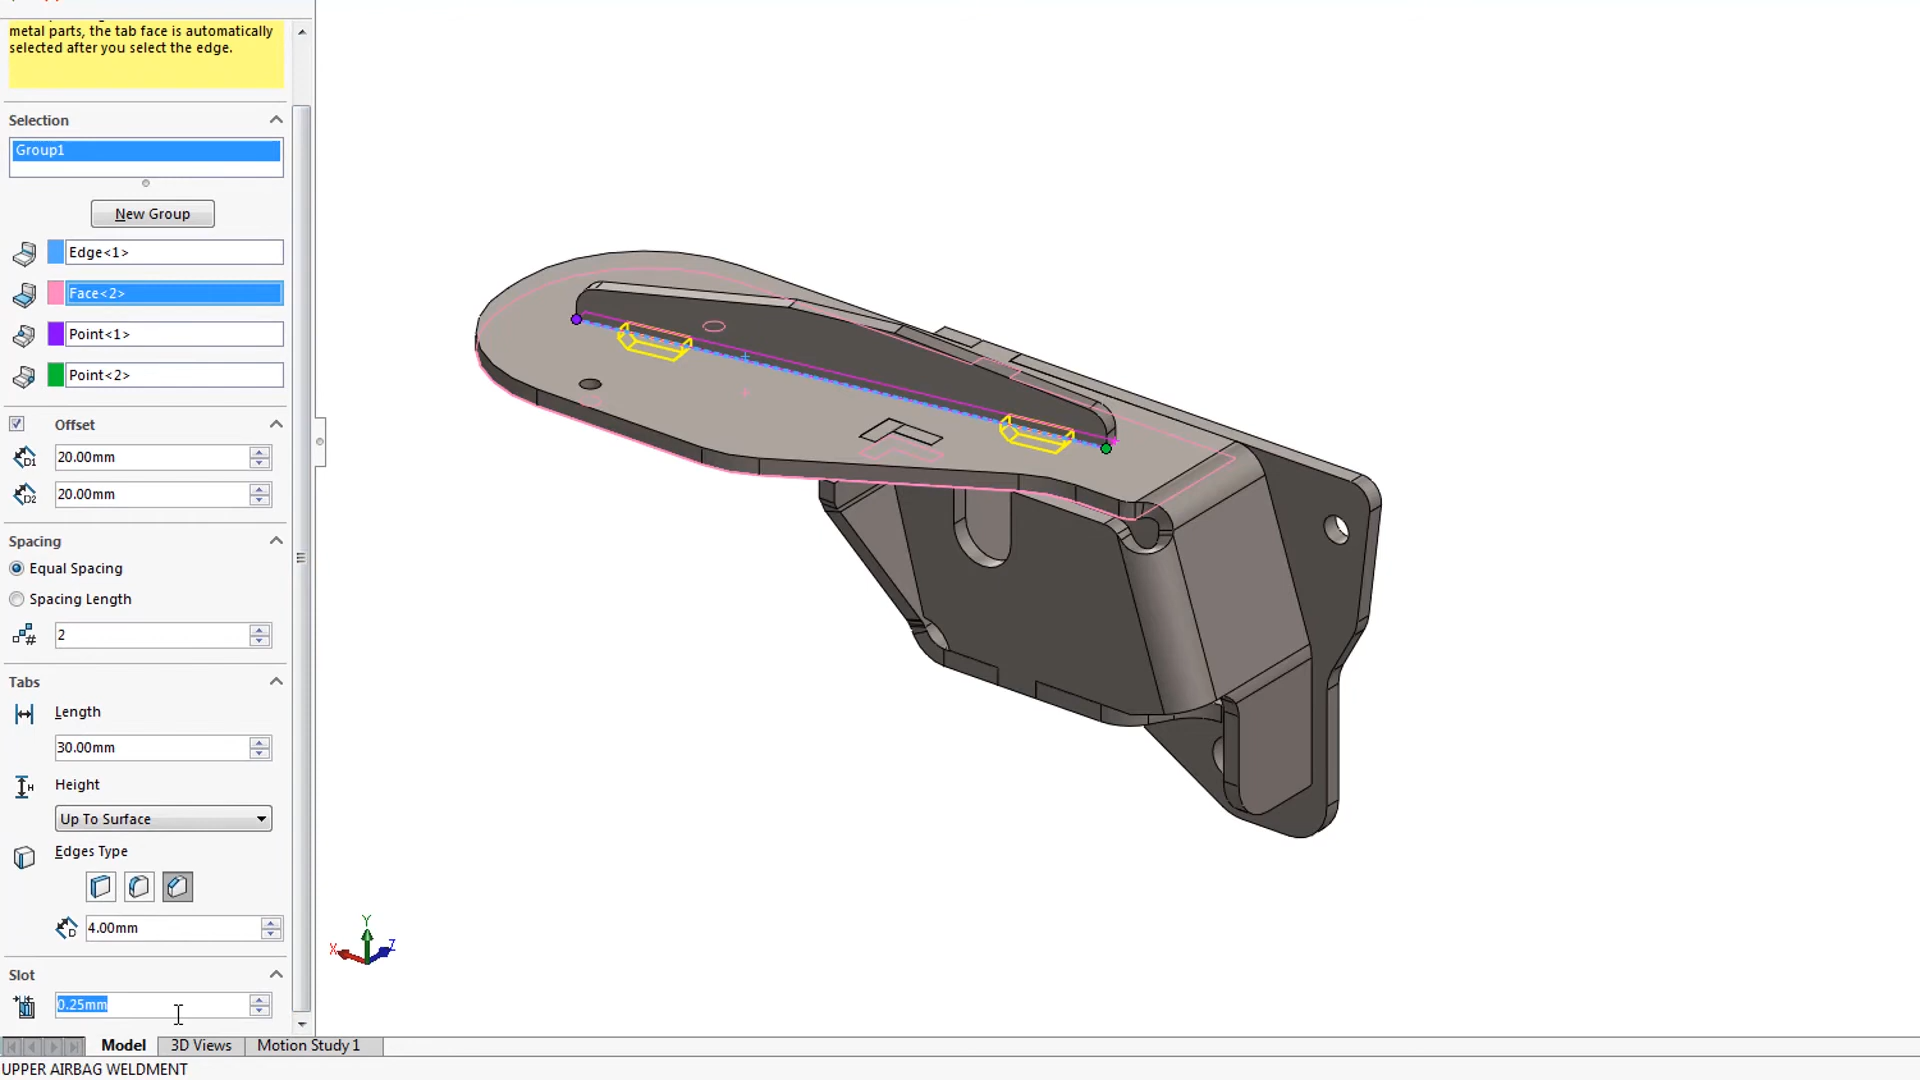 metal parts, the tab face is automatically
selected after you select the edge.
Selection
Group1
New Group
Edge<1>
Face<2>
Point<1>
Point<2>
Offset
D1
20.00mm
D2
20.00mm
Spacing
Equal Spacing
Spacing Length
#
2
Tabs
Length
30.00mm
Height
H
Up To Surface
Edges Type
D
4.00mm
Slot
0.25mm
Y
X
Z
Model
3D Views
Motion Study 1
UPPER AIRBAG WELDMENT